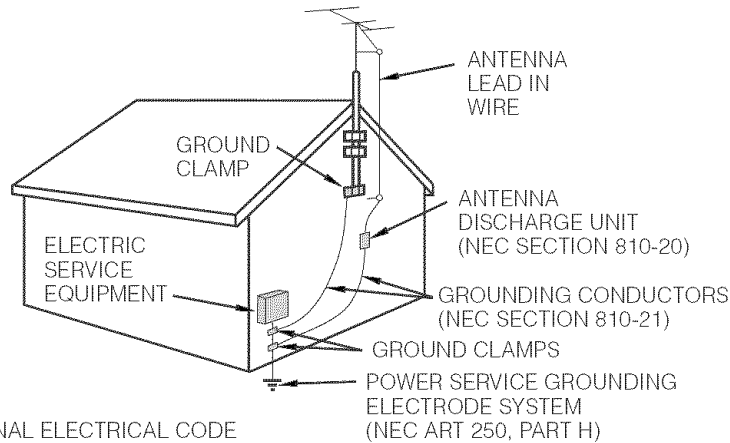 ANTENNA
LEAD IN
WIRE
GROUND
CLAMP
ANTENNA
DISCHARGE UNIT
(NEC SECTION 810-20)
ELECTRIC
SERVICE
EQUIPMENT
GROUNDING CONDUCTORS
(NEC SECTION 810-21)
GROUND CLAMPS
POWER SERVICE GROUNDING
ELECTRODE SYSTEM
(NEC ART 250, PART H)
NAL ELECTRICAL CODE